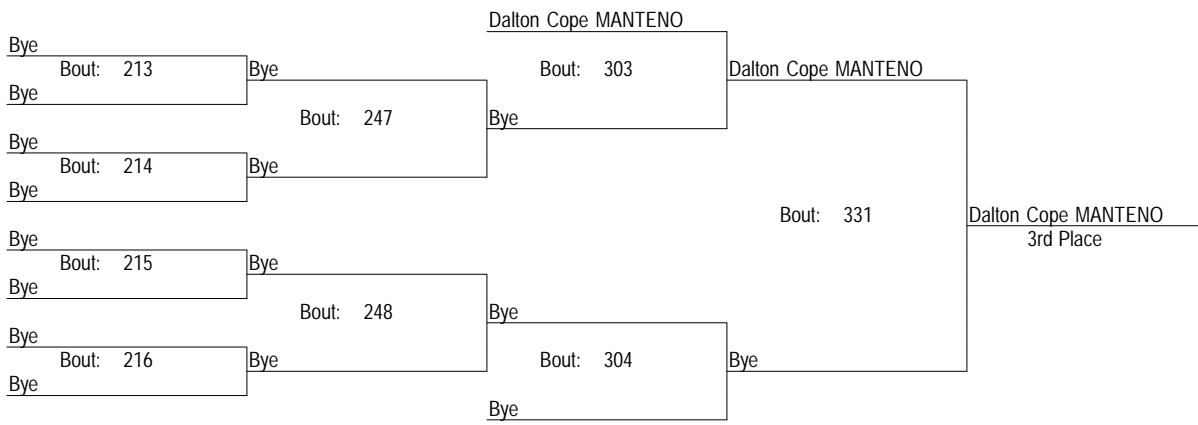 Dalton Cope MANTENO
Bye
Bout: 213
Bye
Bout: 303
Dalton Cope MANTENO
Bye
Bout: 247
Bye
Bye
Bout: 214
Bye
Bye
Bout: 331
Dalton Cope MANTENO
3rd Place
Bye
Bout: 215
Bye
Bye
Bout: 248
Bye
Bye
Bout: 216
Bye
Bout: 304
Bye
Bye
Bye